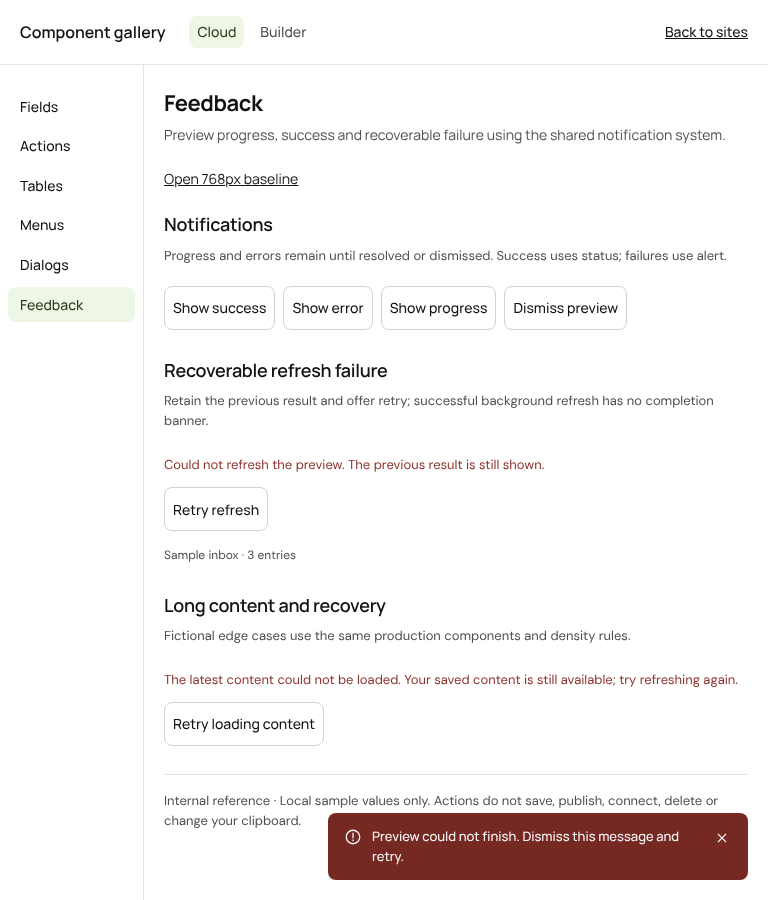 Component gallery
Cloud
Builder
Back to sites
Fields
Actions
Tables
Menus
Dialogs
Feedback
Feedback
Preview progress, success and recoverable failure using the shared notification system.
Open 768px baseline
Notifications
Progress and errors remain until resolved or dismissed. Success uses status; failures use alert.
Show success
Show error
Show progress
Dismiss preview
Recoverable refresh failure
Retain the previous result and offer retry; successful background refresh has no completion
banner.
Could not refresh the preview. The previous result is still shown.
Retry refresh
Sample inbox · 3 entries
Long content and recovery
Fictional edge cases use the same production components and density rules.
The latest content could not be loaded. Your saved content is still available; try refreshing again.
Retry loading content
Internal reference · Local sample values only. Actions do not save, publish, connect, delete or
change your clipboard.
Preview could not finish. Dismiss this message and
retry.